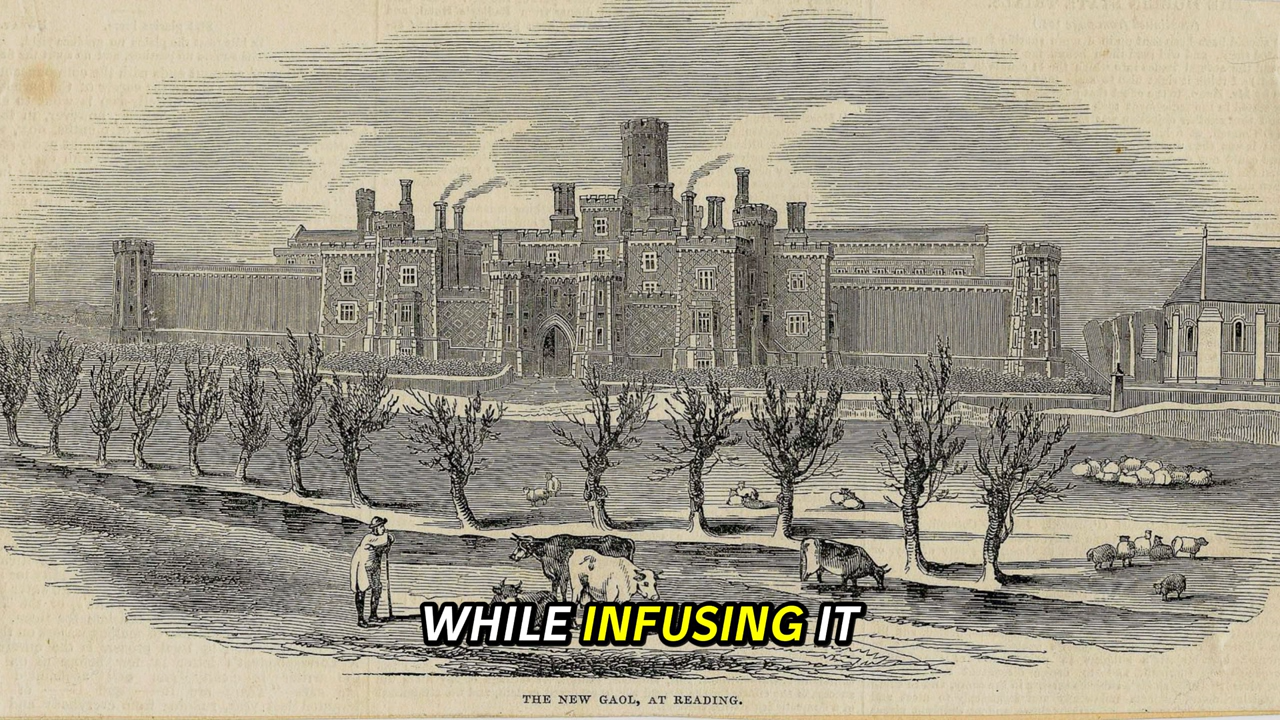 WHILE INFUSING IT
THE NEW GAOL, AT READING.